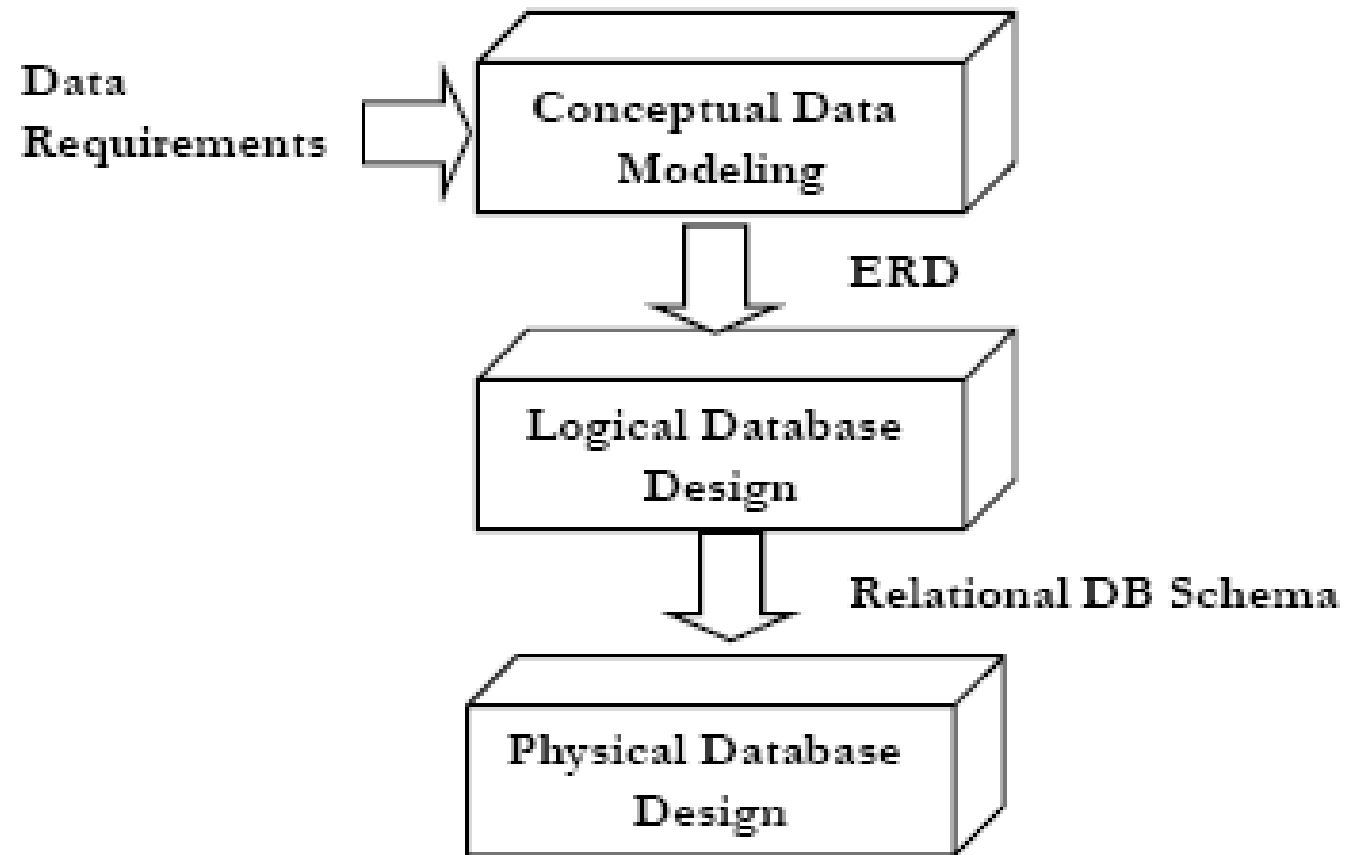 Data
Requirements
Conceptual Data
Modeling
ERD
Logical Database
Design
Relational DB Schema
Physical Database
Design